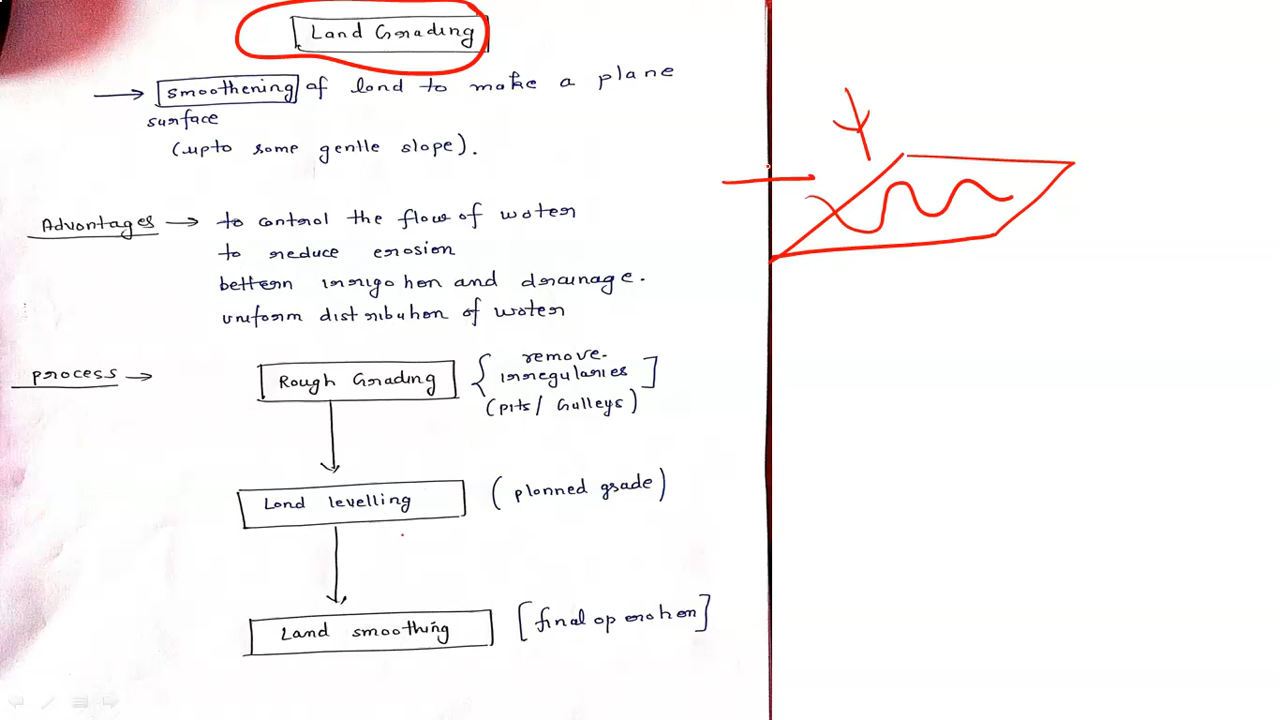 Land Grading
→ smoothening of land to make a plane
surface
(upto some gentle slope).
Advantages → to control the flow of water
to reduce erosion
better irrigation and drainage.
uniform distribution of water
process →
Rough Grading
{ remove
irregularies ]
(pits/ Gulleys)
Land levelling (planned grade)
Land smoothing [final operation]